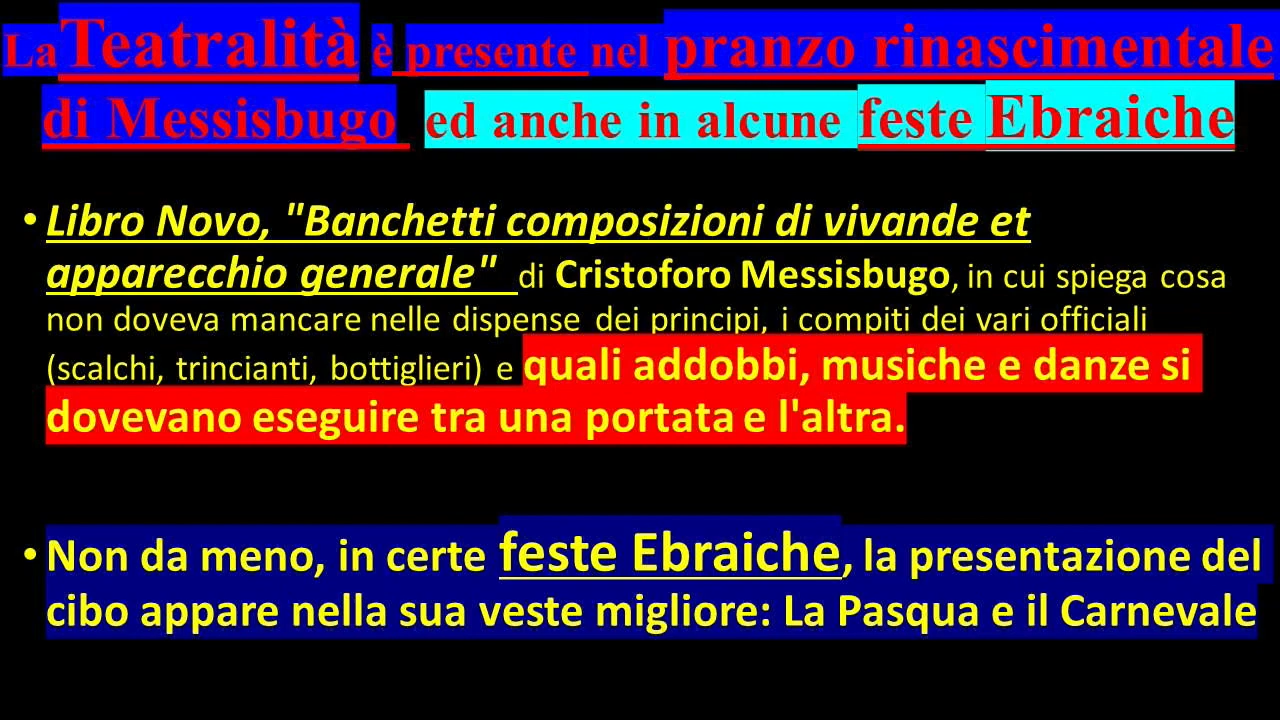 La Teatralità è presente nel pranzo rinascimentale
di Messisbugo ed anche in alcune feste Ebraiche
• Libro Novo, "Banchetti composizioni di vivande et
apparecchio generale" di Cristoforo Messisbugo, in cui spiega cosa
non doveva mancare nelle dispense dei principi, i compiti dei vari officiali
(scalchi, trincianti, bottiglieri) e quali addobbi, musiche e danze si
dovevano eseguire tra una portata e l'altra.
• Non da meno, in certe feste Ebraiche, la presentazione del
cibo appare nella sua veste migliore: La Pasqua e il Carnevale